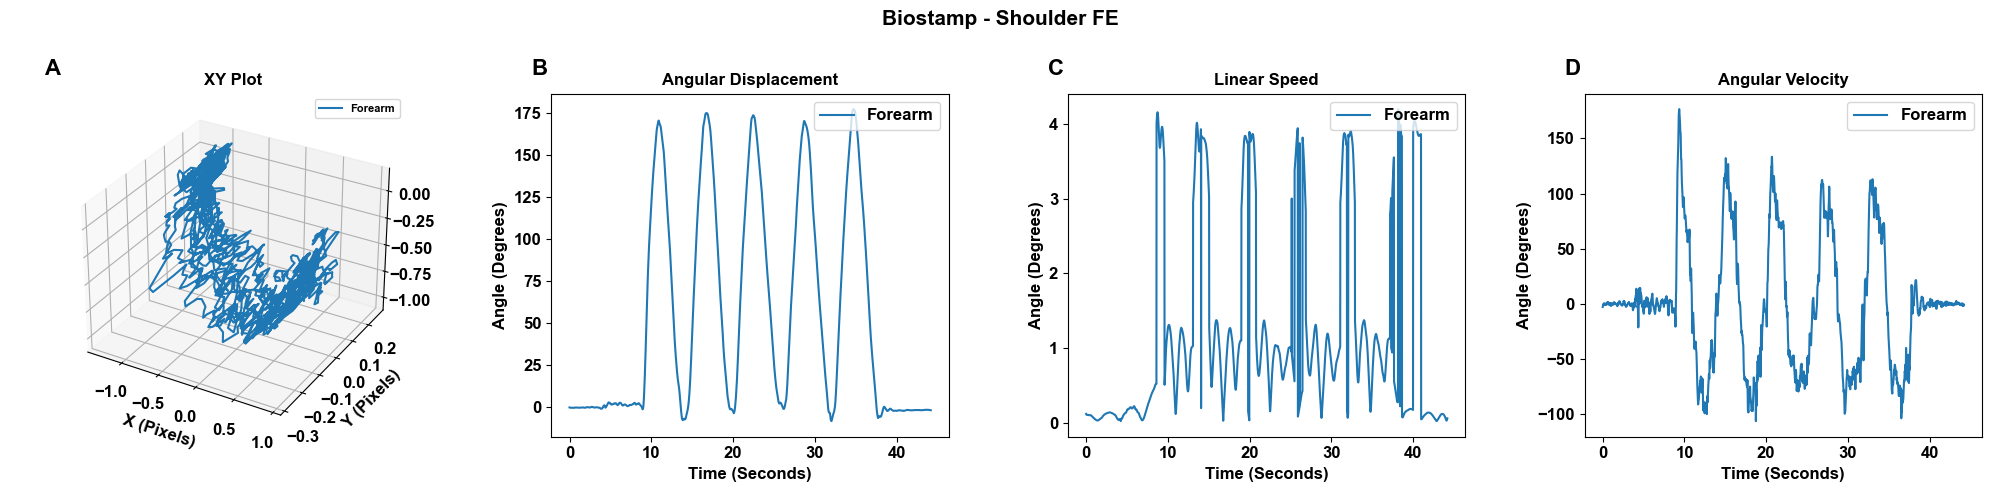 Biostamp - Shoulder FE
A
XY Plot
Forearm
0.00
−0.25
−0.50
−0.75
−1.00
−1.0
−0.5
0.0
0.5
1.0
X (Pixels)
−0.3
−0.2
−0.1
0.0
0.1
0.2
Y (Pixels)
B
Angular Displacement
Forearm
175
150
125
100
75
50
25
0
Angle (Degrees)
0 10 20 30 40
Time (Seconds)
C
Linear Speed
Forearm
4
3
2
1
0
Angle (Degrees)
0 10 20 30 40
Time (Seconds)
D
Angular Velocity
Forearm
150
100
50
0
−50
−100
Angle (Degrees)
0 10 20 30 40
Time (Seconds)